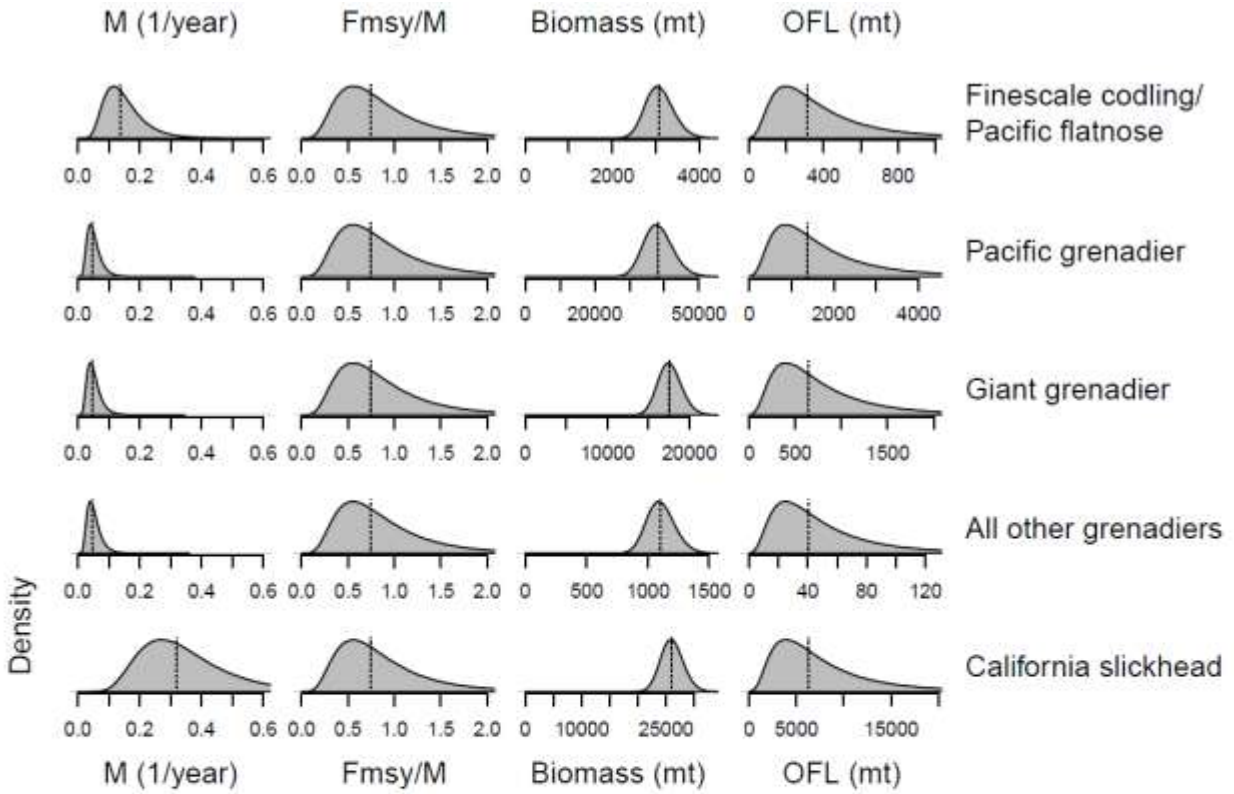 M (1/year) Fmsy/M Biomass (mt) OFL (mt)
Finescale codling/
Pacific flatnose
0.0 0.2 0.4 0.6 0.0 0.5 1.0 1.5 2.0 0 2000 4000 0 400 800
Pacific grenadier
0.0 0.2 0.4 0.6 0.0 0.5 1.0 1.5 2.0 0 20000 50000 0 2000 4000
Giant grenadier
0.0 0.2 0.4 0.6 0.0 0.5 1.0 1.5 2.0 0 10000 20000 0 500 1500
All other grenadiers
0.0 0.2 0.4 0.6 0.0 0.5 1.0 1.5 2.0 0 500 1000 1500 0 40 80 120
Density
California slickhead
0.0 0.2 0.4 0.6 0.0 0.5 1.0 1.5 2.0 0 10000 25000 0 5000 15000
M (1/year) Fmsy/M Biomass (mt) OFL (mt)